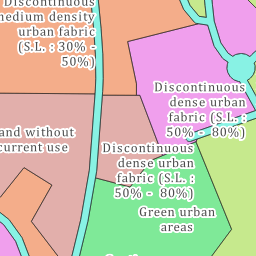 Discontinuous
medium density
urban fabric
(S.L. : 30% -
50%)
Discontinuous
dense urban
fabric (S.L. :
50% -  80%)
and without
current use
Discontinuous
dense urban
fabric (S.L. :
50% -  80%)
Green urban
areas